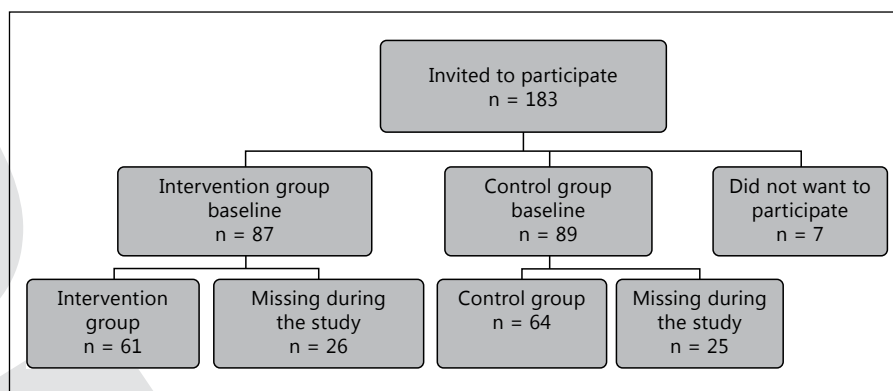 Invited to participate
n = 183
Intervention group
baseline
n = 87
Control group
baseline
n = 89
Did not want to
participate
n = 7
Intervention
group
n = 61
Missing during
the study
n = 26
Control group
n = 64
Missing during
the study
n = 25